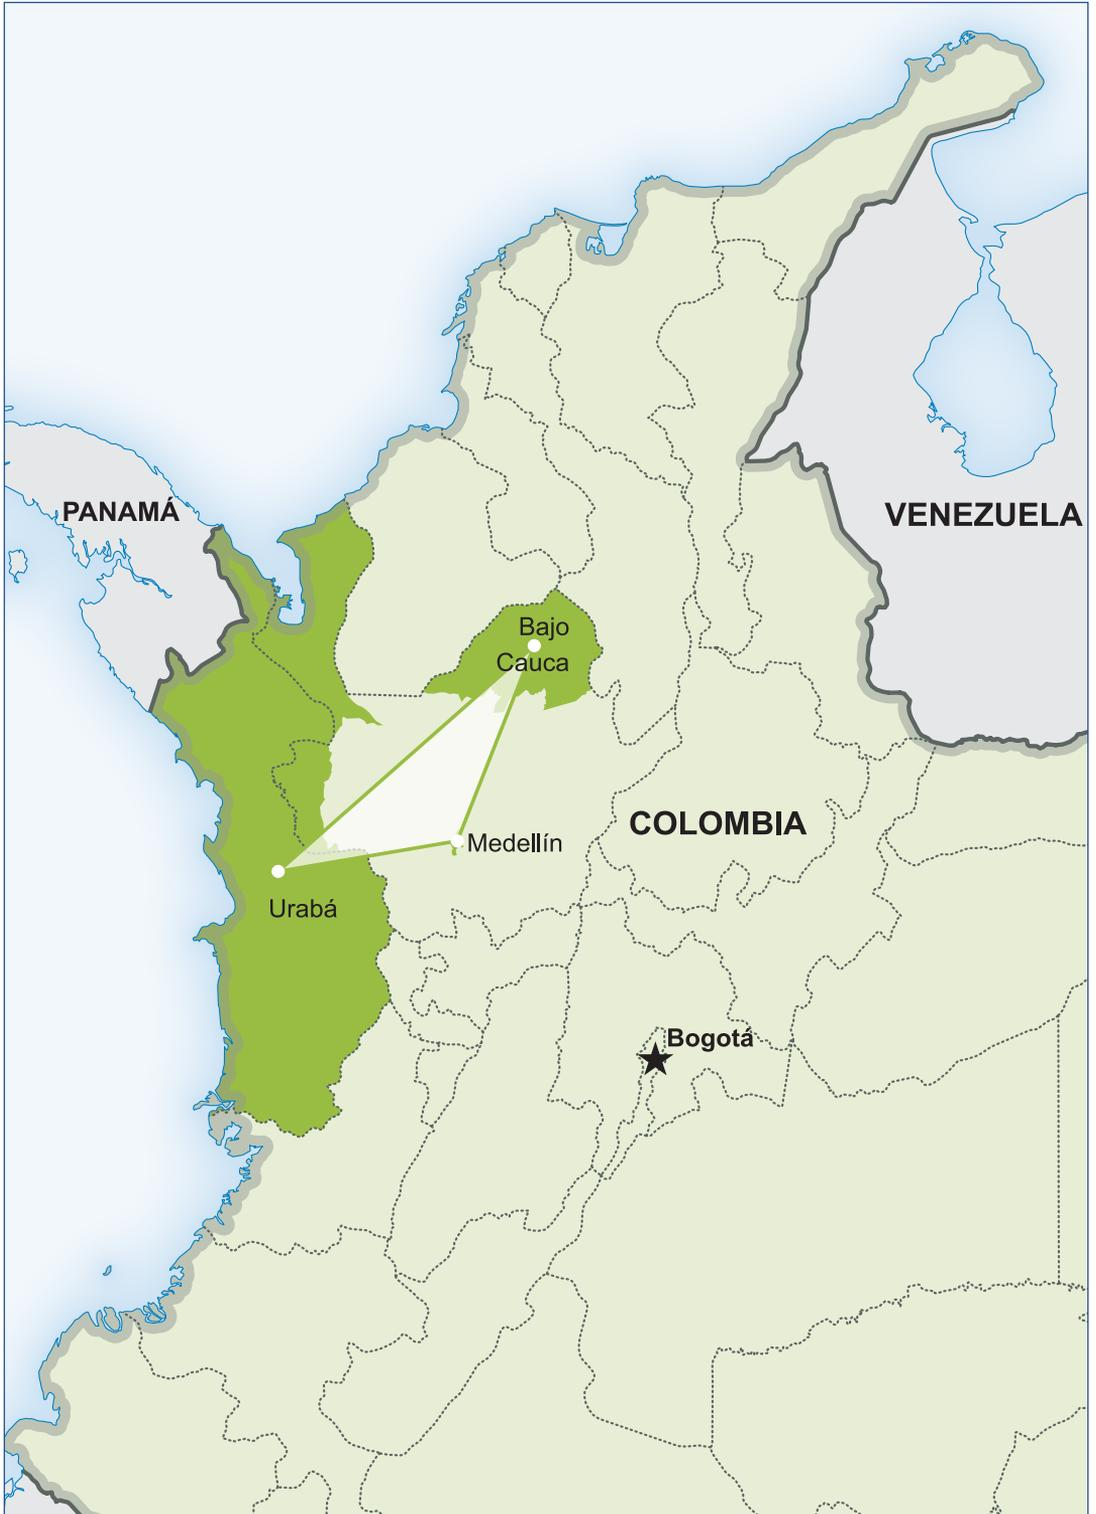 PANAMÁ
VENEZUELA
Bajo
Cauca
COLOMBIA
Medellín
Urabá
Bogotá